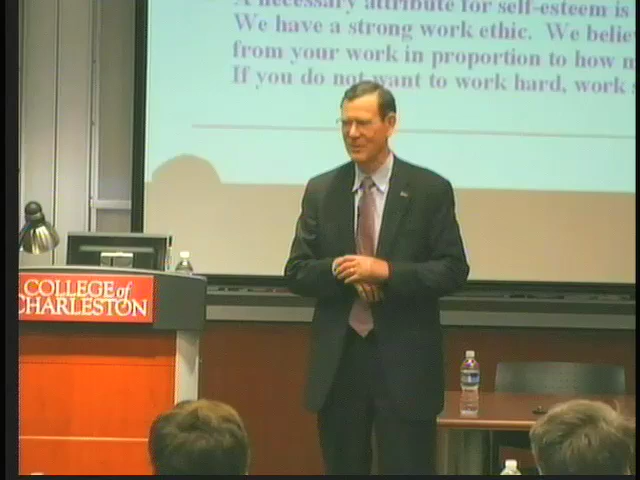 A necessary attribute for self-esteem is
We have a strong work ethic. We believ
from your work in proportion to how m
If you do not want to work hard, work s
COLLEGE of
CHARLESTON